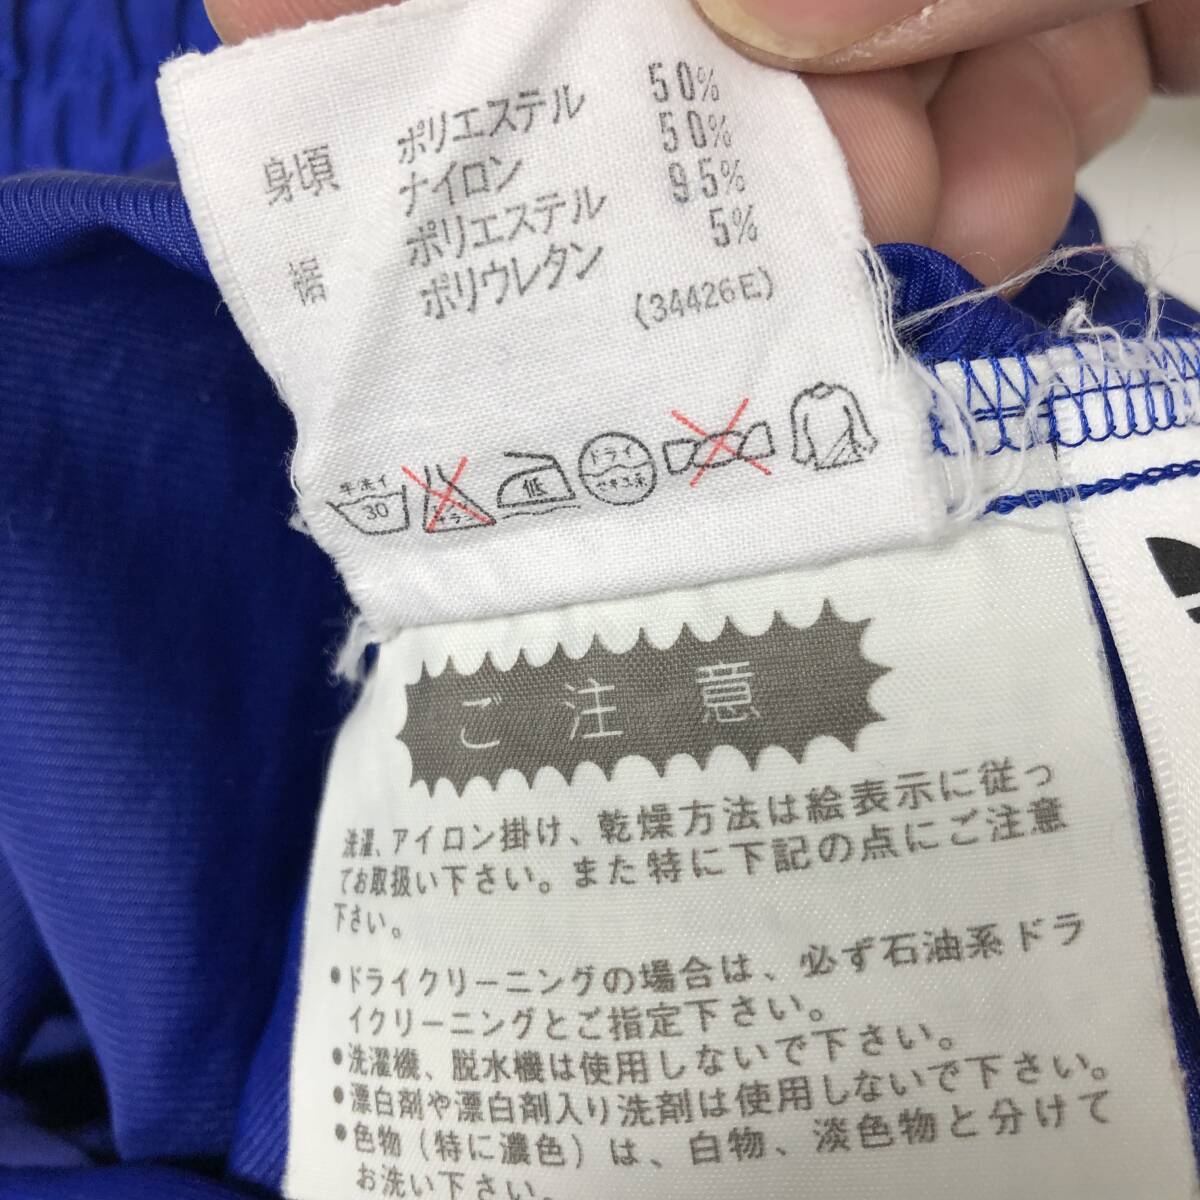 身頃 ポリエステル 50%
ナイロン 50%
裾 ポリエステル 95%
ポリウレタン 5%
(34426E)
手洗イ
30
低
ドライ
セキユ系
ご注意
洗濯、アイロン掛け、乾燥方法は絵表示に従っ
てお取扱い下さい。また特に下記の点にご注意
下さい。
●ドライクリーニングの場合は、必ず石油系ドラ
イクリーニングとご指定下さい。
●洗濯機、脱水機は使用しないで下さい。
●漂白剤や漂白剤入り洗剤は使用しないで下さい。
●色物(特に濃色)は、白物、淡色物と分けて
お洗い下さい。